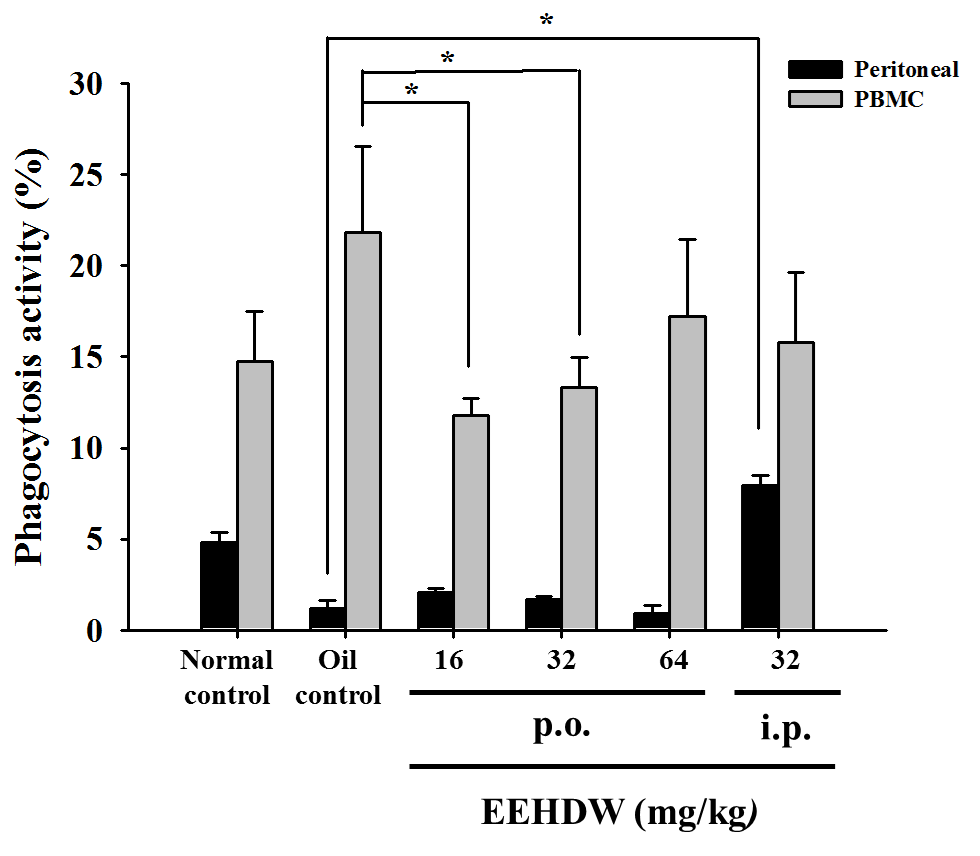 *
*
*
Peritoneal
PBMC
Phagocytosis activity (%)
30
25
20
15
10
5
0
Normal control
Oil control
16
32
64
32
p.o.
i.p.
EEHDW (mg/kg)